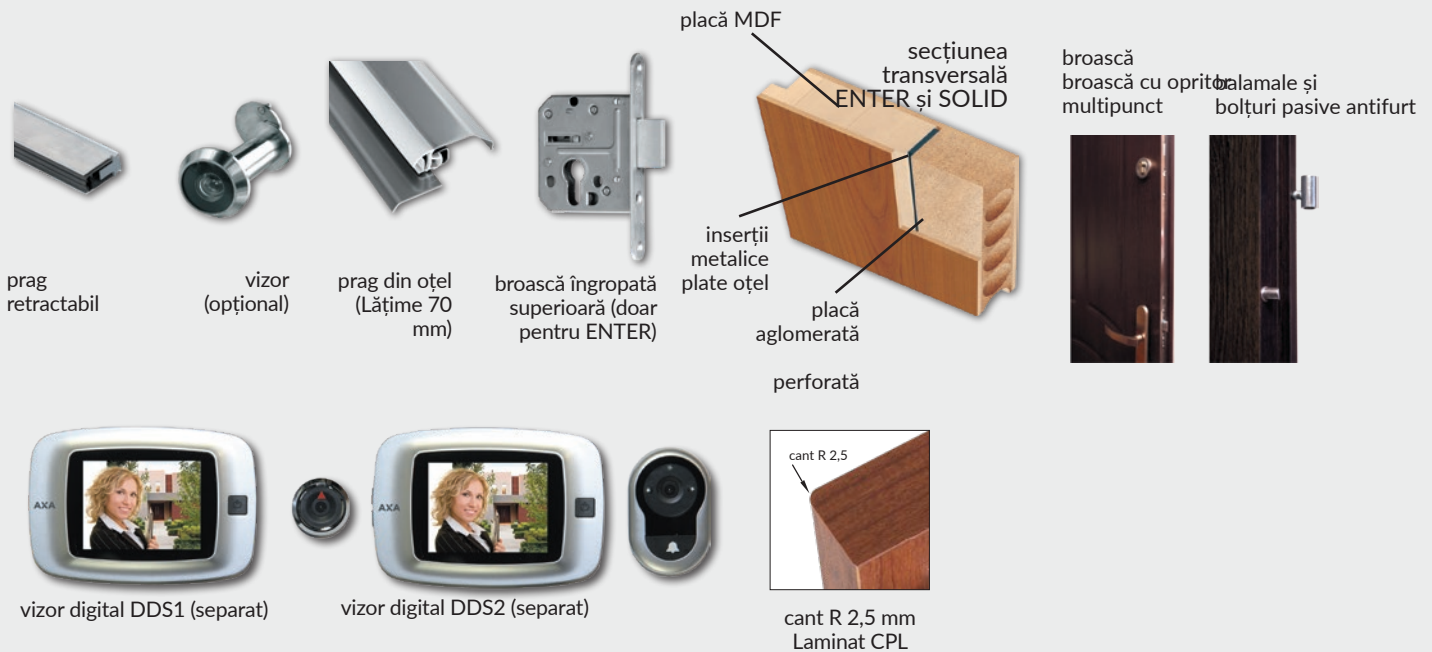 placă MDF
secțiunea
transversală
ENTER și SOLID
broască
broască cu opritor
multipunct
balamale și
bolțuri pasive antifurt
inserții
metalice
plate oțel
placă
aglomerată
perforată
prag
retractabil
vizor
(opțional)
prag din oțel
(Lățime 70
mm)
broască îngropată
superioară (doar
pentru ENTER)
AXA
AXA
cant R 2,5
vizor digital DDS1 (separat)
vizor digital DDS2 (separat)
cant R 2,5 mm
Laminat CPL